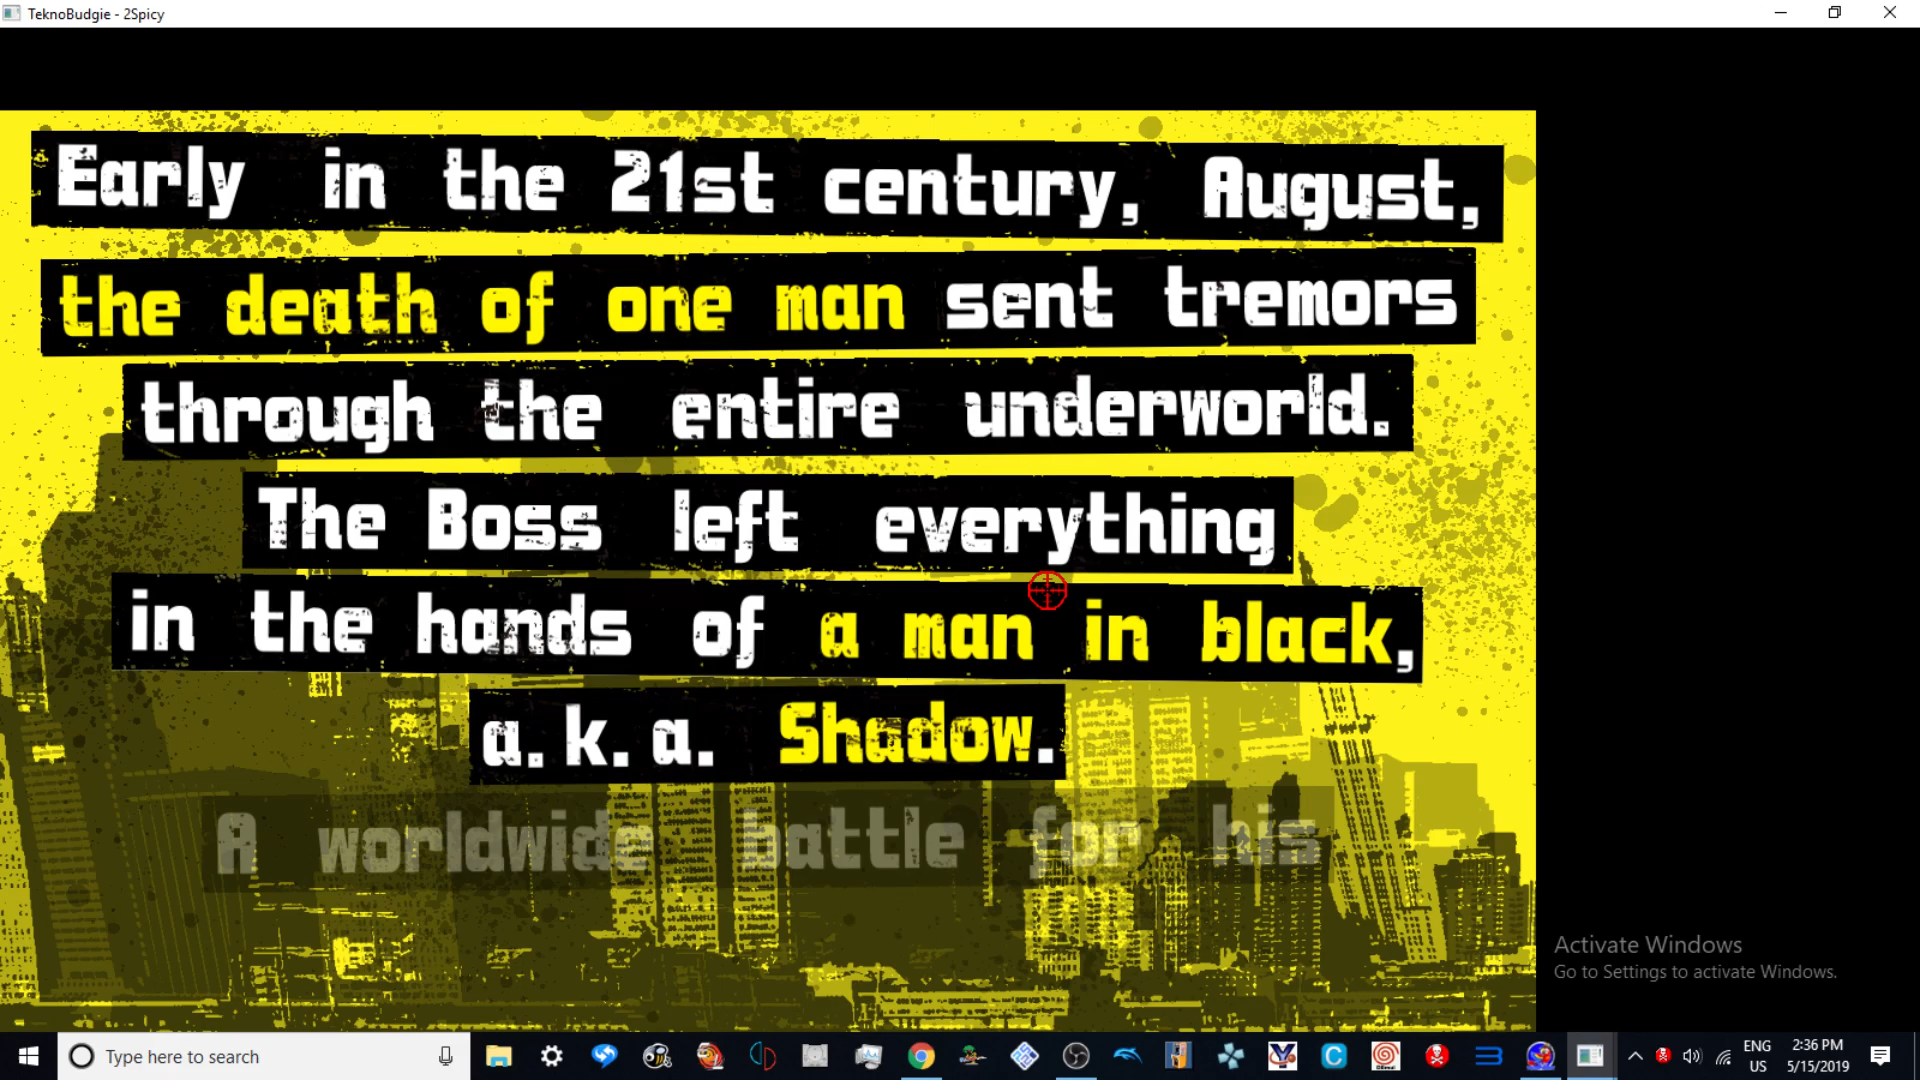 TeknoBudgie - 2Spicy
Early in the 21st century, August,
the death of one man sent tremors
through the entire underworld.
The Boss left everything
in the hands of a man in black,
a.k.a. Shadow.
A worldwide battle for his
Activate Windows
Go to Settings to activate Windows.
Type here to search
ENG
US
2:36 PM
5/15/2019